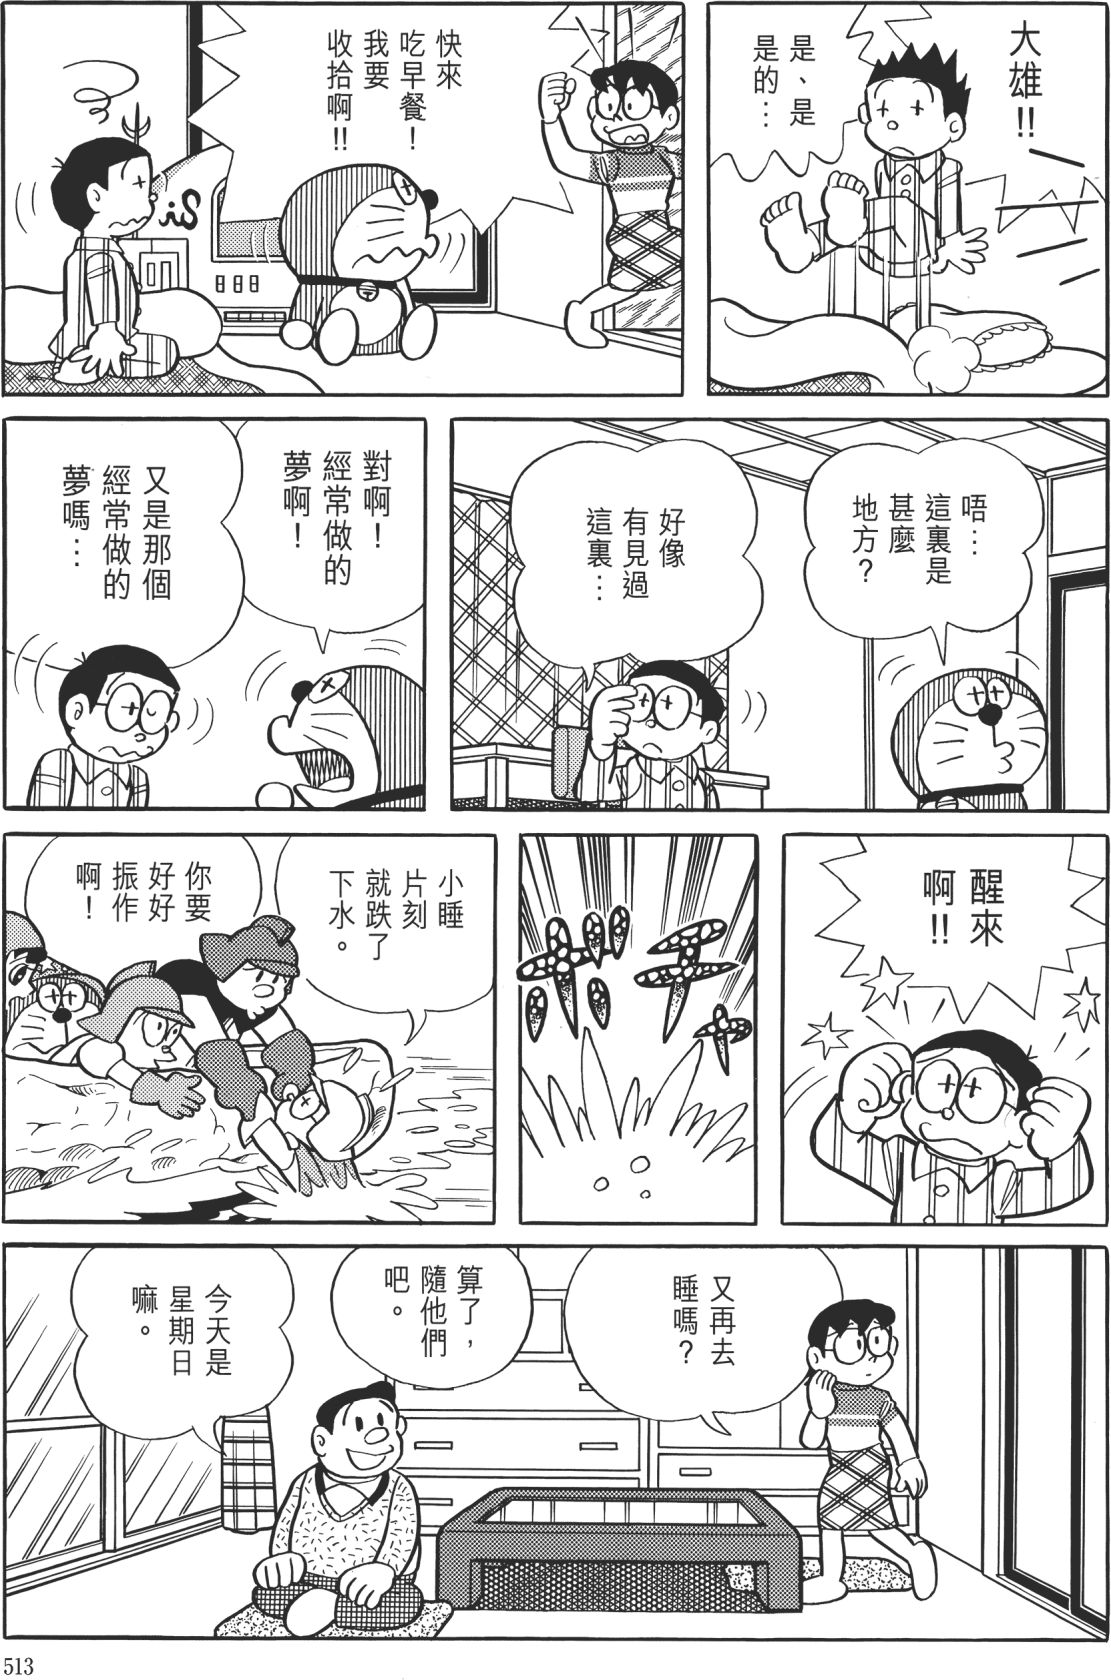 大雄!!
是、是
是的…
快來
吃早餐！
我要
收拾啊!!
唔…
這裏是
甚麼
地方？
好像
有見過
這裏…
對啊！
經常做的
夢啊！
又是那個
經常做的
夢嗎…
醒來
啊!!
小睡
片刻
就跌了
下水。
你要
好好
振作
啊！
又再去
睡嗎？
算了，
隨他們
吧。
今天是
星期日
嘛。
513